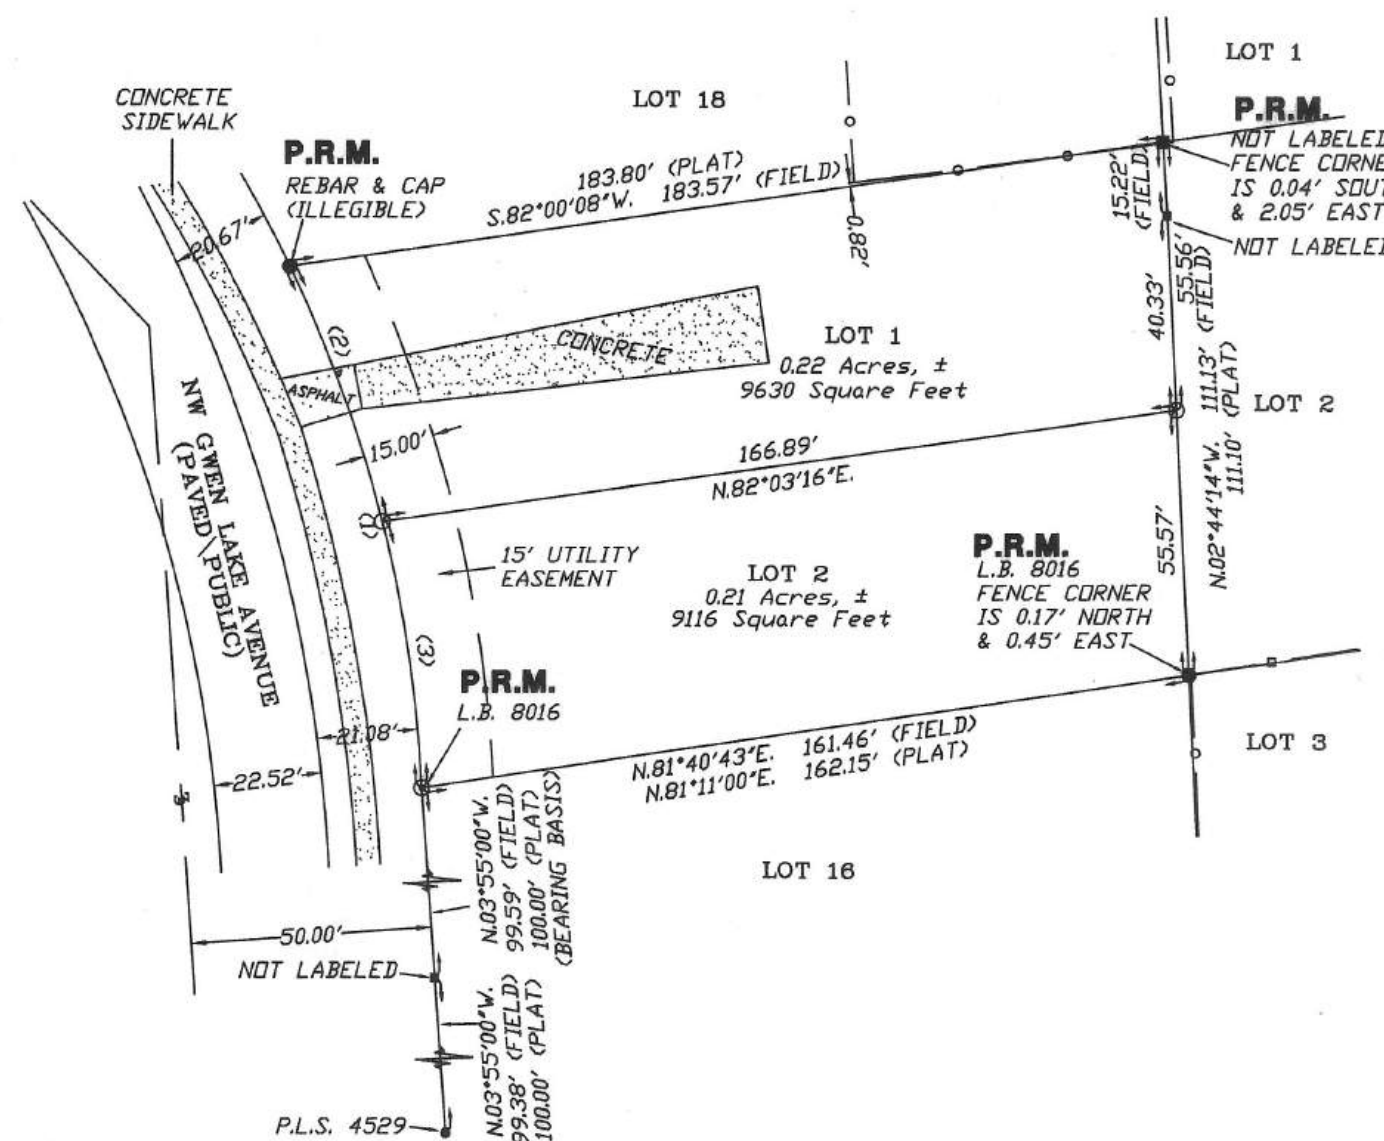 LOT 1
CONCRETE
SIDEWALK
LOT 18
P.R.M.
NOT LABELED
FENCE CORNE
IS 0.04' SOUT
& 2.05' EAST
NOT LABELED
P.R.M.
REBAR & CAP
(ILLEGIBLE)
183.80' (PLAT)
S.82°00'08"W. 183.57' (FIELD)
15.22'
(FIELD)
20.67'
0.82'
55.56'
(FIELD)
40.33'
(2)
CONCRETE
ASPHALT
LOT 1
0.22 Acres, ±
9630 Square Feet
N.02°44'14"W. 111.13' (FIELD)
111.10' (PLAT)
LOT 2
NW GWEN LAKE AVENUE
(PAVED\PUBLIC)
15.00'
166.89'
N.82°03'16"E.
(1)
15' UTILITY
EASEMENT
LOT 2
0.21 Acres, ±
9116 Square Feet
P.R.M.
L.B. 8016
FENCE CORNER
IS 0.17' NORTH
& 0.45' EAST
55.57'
(3)
P.R.M.
L.B. 8016
21.08'
22.52'
N.81°40'43"E. 161.46' (FIELD)
N.81°11'00"E. 162.15' (PLAT)
LOT 3
N.03°55'00"W.
99.59' (FIELD)
100.00' (PLAT)
(BEARING BASIS)
LOT 16
50.00'
NOT LABELED
N.03°55'00"W.
99.38' (FIELD)
100.00' (PLAT)
P.L.S. 4529